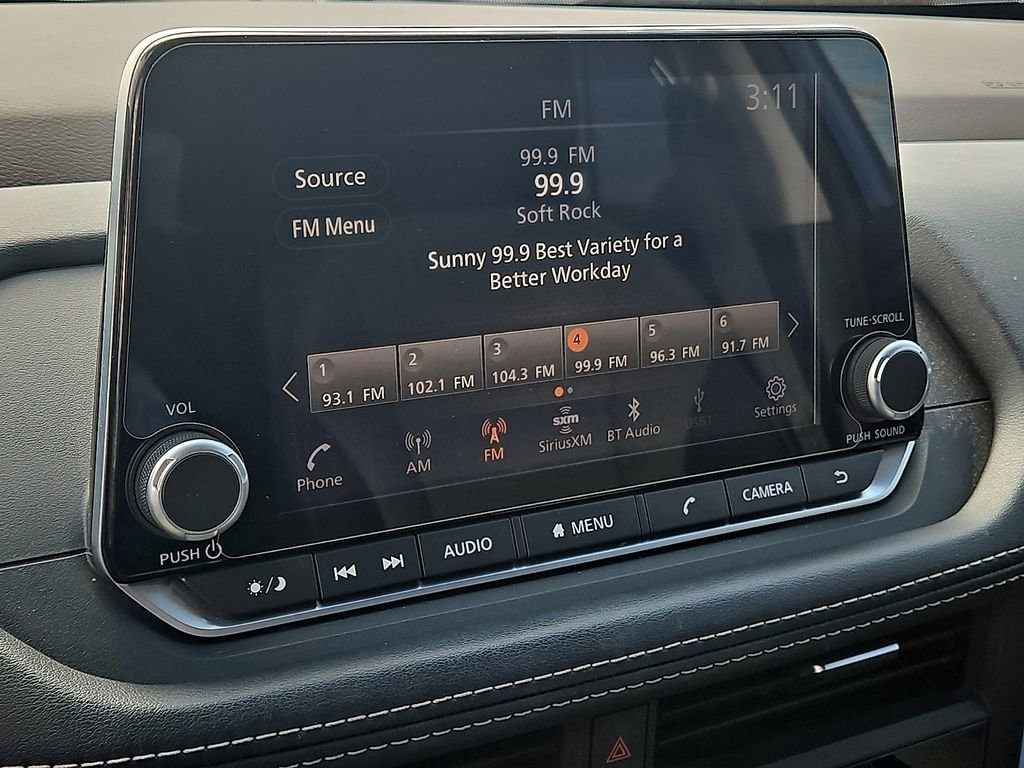 FM
3:11
99.9 FM
99.9
Soft Rock
Source
FM Menu
Sunny 99.9 Best Variety for a
Better Workday
1
93.1 FM
2
102.1 FM
3
104.3 FM
4
99.9 FM
5
96.3 FM
6
91.7 FM
Phone
AM
FM
sxm
SiriusXM
BT Audio
USB1
Settings
VOL
PUSH
TUNE·SCROLL
PUSH SOUND
AUDIO
MENU
CAMERA